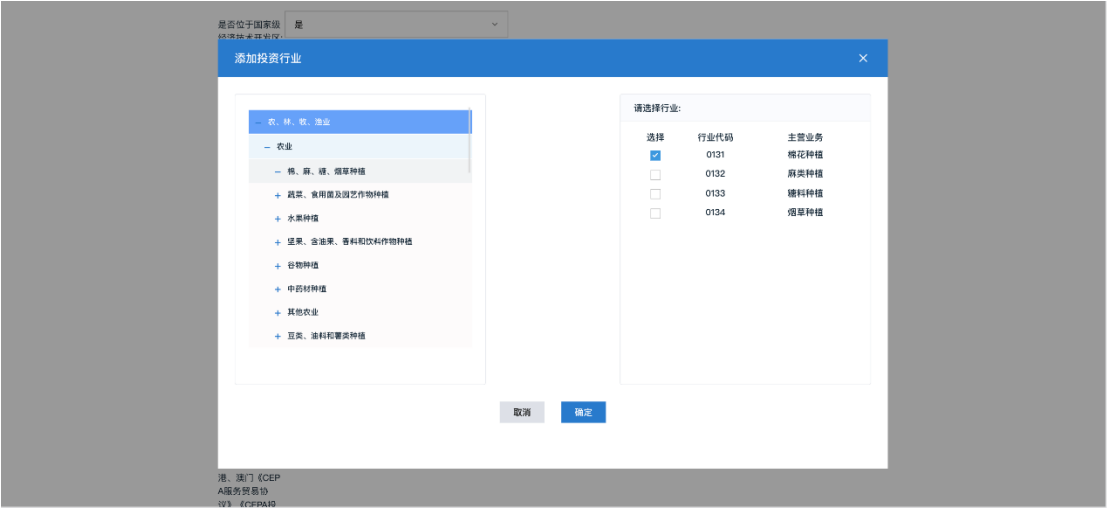 是否位于国家级
是
经济技术开发区:
添加投资行业
农、林、牧、渔业
农业
棉、麻、糖、烟草种植
蔬菜、食用菌及园艺作物种植
水果种植
坚果、含油果、香料和饮料作物种植
谷物种植
中药材种植
其他农业
豆类、油料和薯类种植
请选择行业:
选择 行业代码 主营业务
0131 棉花种植
0132 麻类种植
0133 糖料种植
0134 烟草种植
取消 确定
港、澳门《CEP
A服务贸易协
议》《CEPA投